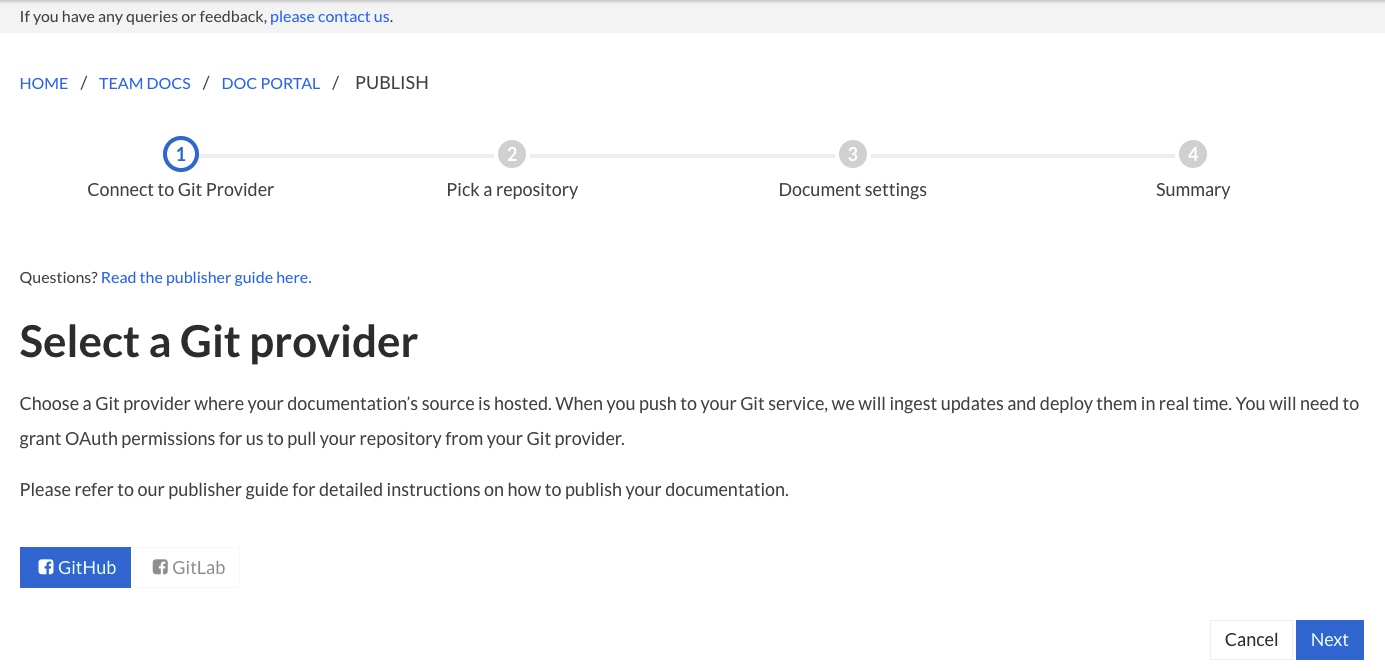 If you have any queries or feedback, please contact us.
HOME / TEAM DOCS / DOC PORTAL / PUBLISH
1 2 3 4
Connect to Git Provider Pick a repository Document settings Summary
Questions? Read the publisher guide here.
Select a Git provider
Choose a Git provider where your documentation’s source is hosted. When you push to your Git service, we will ingest updates and deploy them in real time. You will need to
grant OAuth permissions for us to pull your repository from your Git provider.
Please refer to our publisher guide for detailed instructions on how to publish your documentation.
GitHub GitLab
Cancel Next